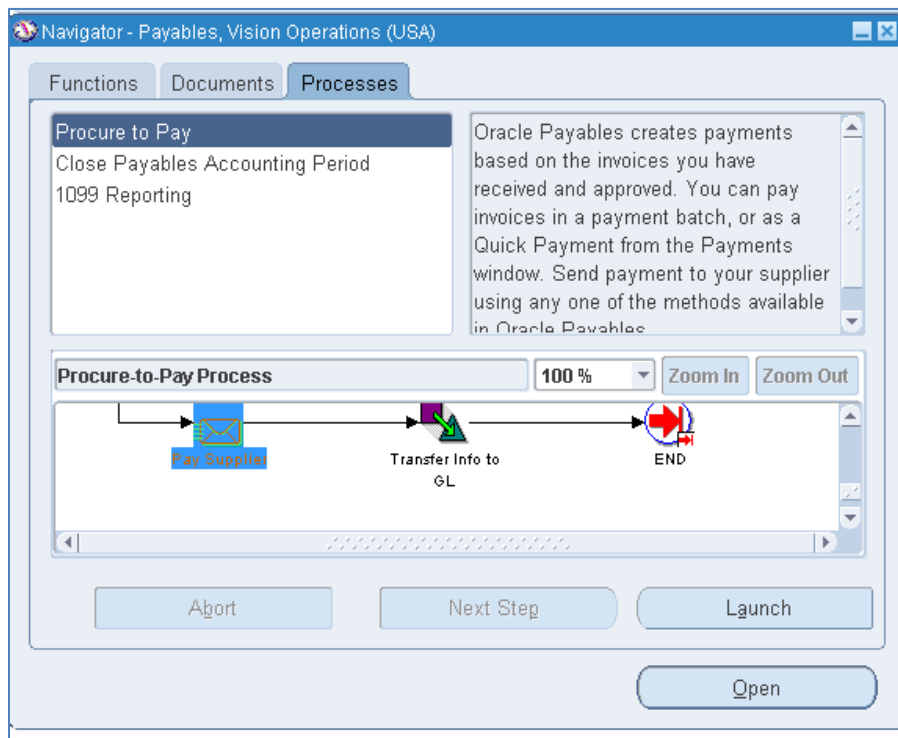 Navigator - Payables, Vision Operations (USA)
Functions Documents Processes
Procure to Pay
Close Payables Accounting Period
1099 Reporting
Oracle Payables creates payments
based on the invoices you have
received and approved. You can pay
invoices in a payment batch, or as a
Quick Payment from the Payments
window. Send payment to your supplier
using any one of the methods available
in Oracle Payables
Procure-to-Pay Process 100 % Zoom In Zoom Out
Pay Supplier
Transfer Info to
GL
END
Abort Next Step Launch
Open